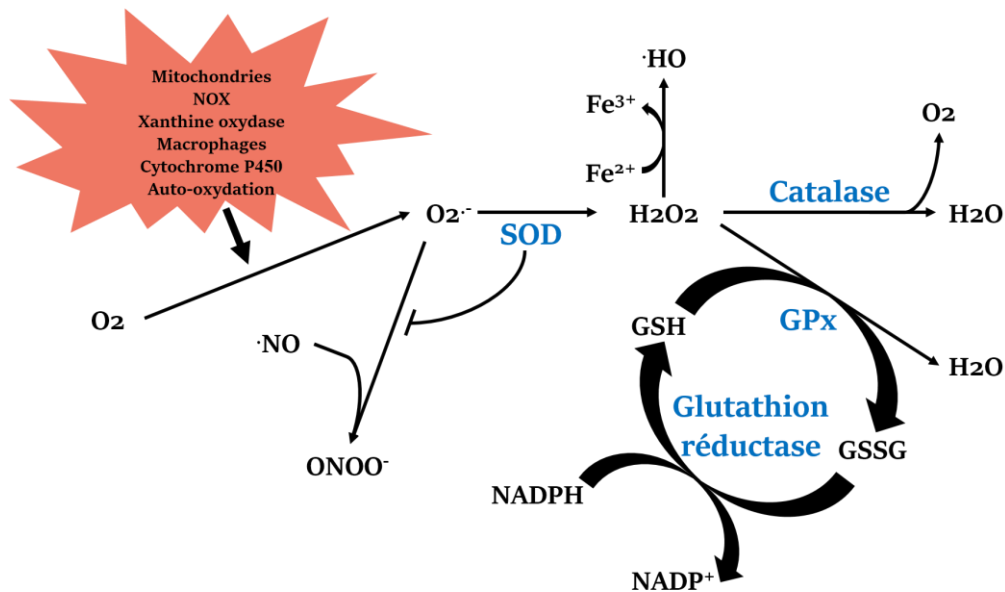 Mitochondries
NOX
Xanthine oxydase
Macrophages
Cytochrome P450
Auto-oxydation
·HO
Fe³⁺
Fe²⁺
O2
O2·⁻
SOD
H2O2
Catalase
H2O
O2
·NO
GSH
GPx
H2O
Glutathion
réductase
GSSG
ONOO⁻
NADPH
NADP⁺